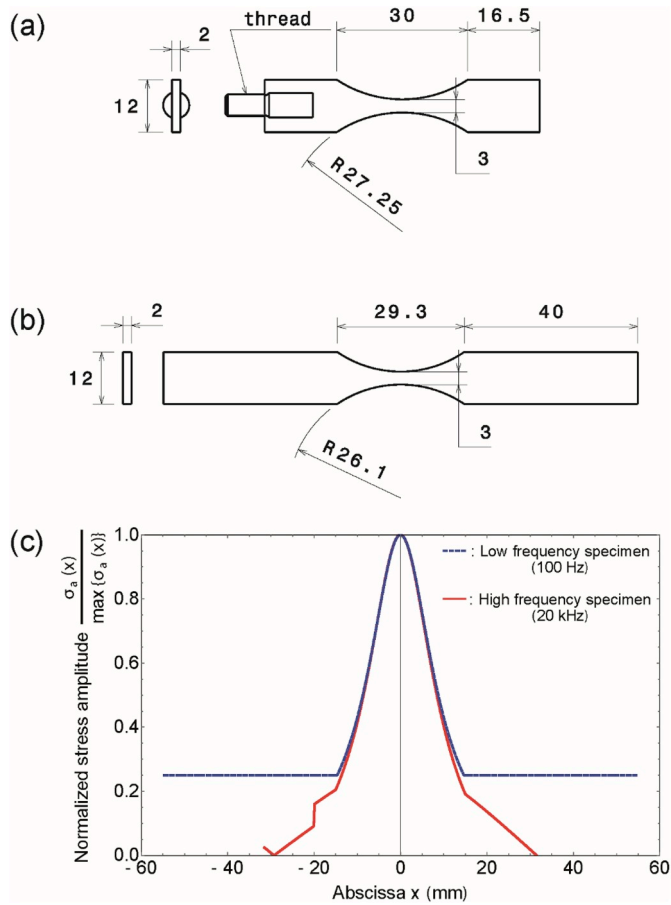 (a)
thread
30
16.5
2
12
3
R27.25
(b)
2
29.3
40
12
3
R26.1
(c)
Normalized stress amplitude σa(x) / max {σa(x)}
1.0
0.8
0.6
0.4
0.2
0.0
: Low frequency specimen
(100 Hz)
: High frequency specimen
(20 kHz)
- 60
- 40
- 20
0
20
40
60
Abscissa x (mm)